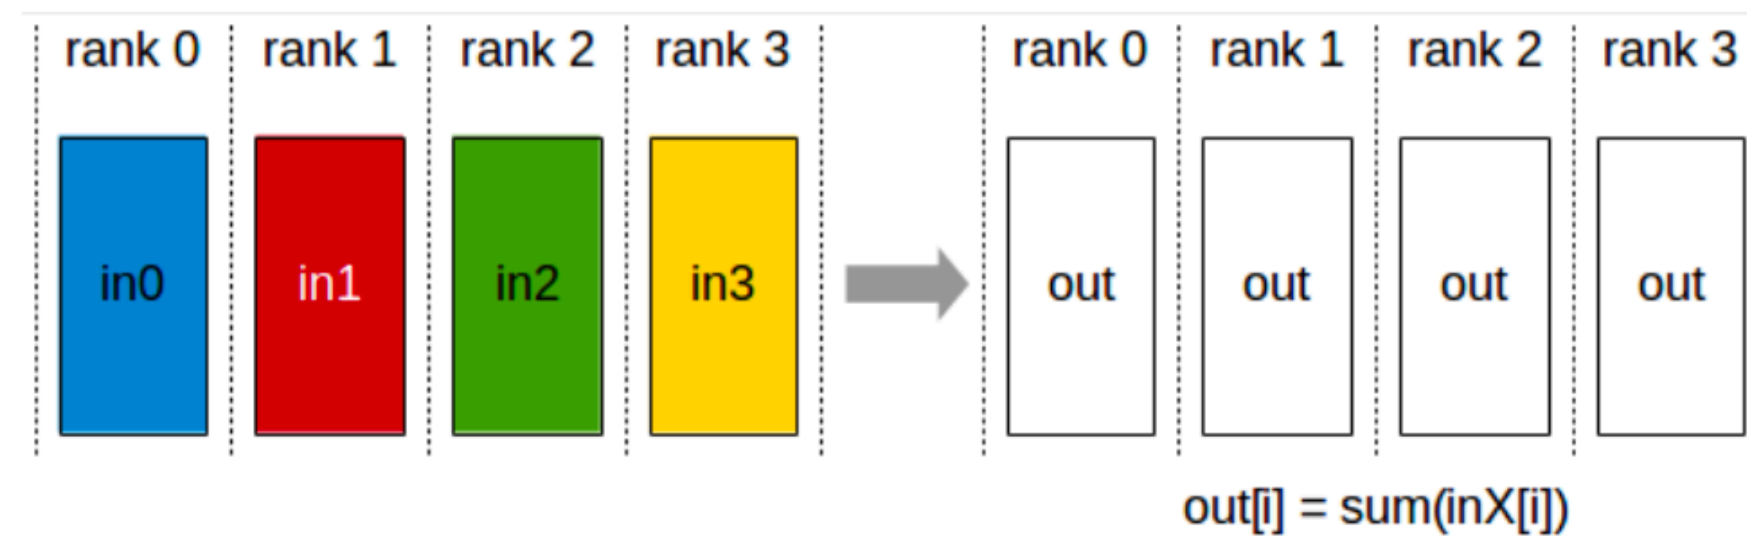 rank 0 rank 1 rank 2 rank 3 rank 0 rank 1 rank 2 rank 3
in0 in1 in2 in3 out out out out
out[i] = sum(inX[i])